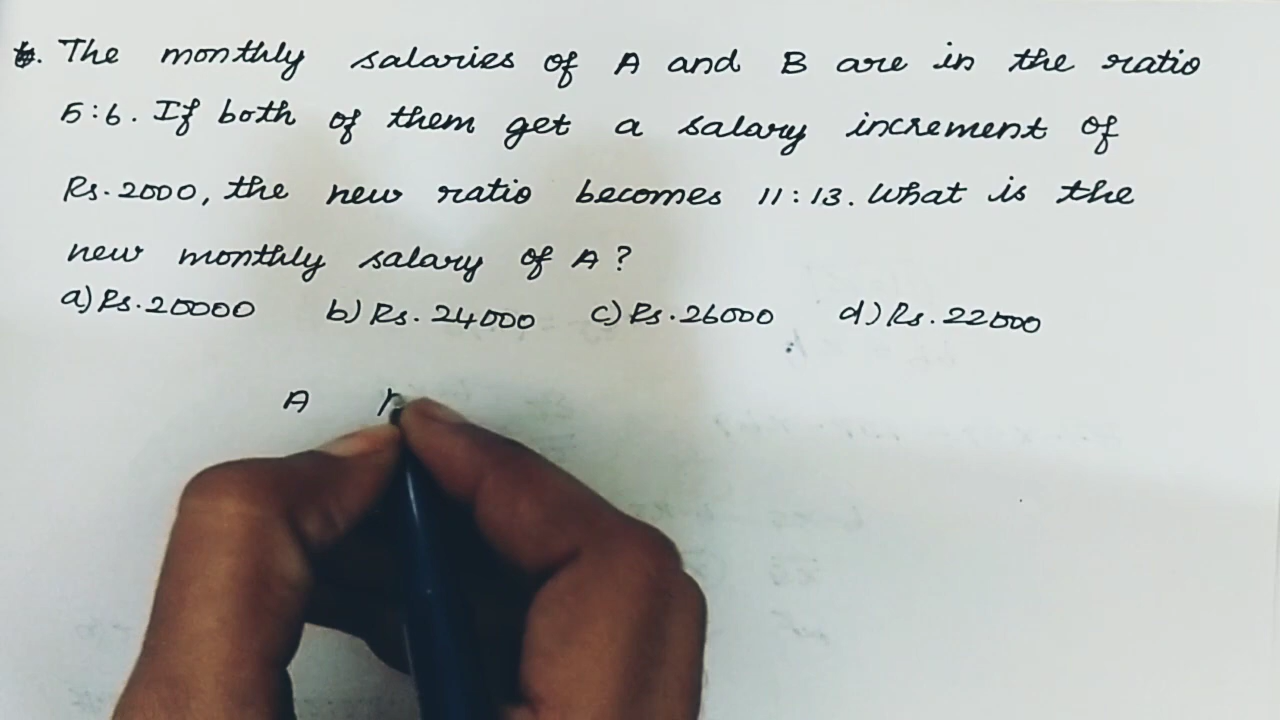 The monthly salaries of A and B are in the ratio
5:6. If both of them get a salary increment of
Rs.2000, the new ratio becomes 11:13. What is the
new monthly salary of A?
a) Rs.20000 b) Rs.24000 c) Rs.26000 d) Rs.22000
A